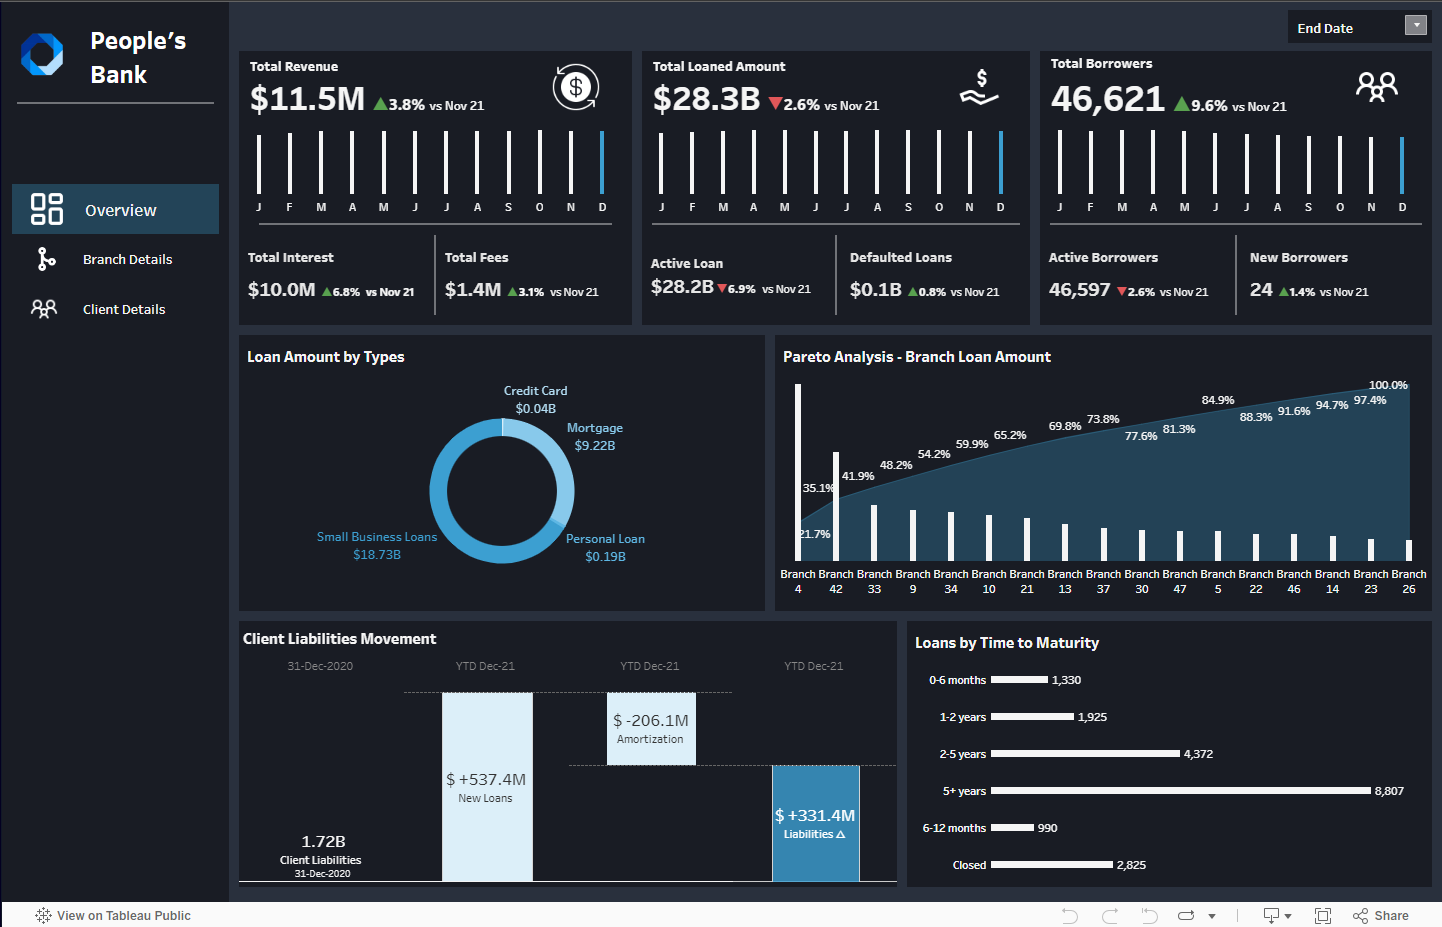 People's
Bank
Overview
Branch Details
Client Details
End Date
Total Revenue
$11.5M 3.8% vs Nov 21
J F M A M J J A S O N D
Total Interest
$10.0M 6.8% vs Nov 21
Total Fees
$1.4M 3.1% vs Nov 21
Total Loaned Amount
$28.3B 2.6% vs Nov 21
J F M A M J J A S O N D
Active Loan
$28.2B 6.9% vs Nov 21
Defaulted Loans
$0.1B 0.8% vs Nov 21
Total Borrowers
46,621 9.6% vs Nov 21
J F M A M J J A S O N D
Active Borrowers
46,597 2.6% vs Nov 21
New Borrowers
24 1.4% vs Nov 21
Loan Amount by Types
Credit Card
$0.04B
Mortgage
$9.22B
Small Business Loans
$18.73B
Personal Loan
$0.19B
Pareto Analysis - Branch Loan Amount
21.7% 35.1% 41.9% 48.2% 54.2% 59.9% 65.2% 69.8% 73.8% 77.6% 81.3% 84.9% 88.3% 91.6% 94.7% 97.4% 100.0%
Branch Branch Branch Branch Branch Branch Branch Branch Branch Branch Branch Branch Branch Branch Branch Branch Branch
4 42 33 9 34 10 21 13 37 30 47 5 22 46 14 23 26
Client Liabilities Movement
31-Dec-2020 YTD Dec-21 YTD Dec-21 YTD Dec-21
1.72B
Client Liabilities
31-Dec-2020
$ +537.4M
New Loans
$ -206.1M
Amortization
$ +331.4M
Liabilities Δ
Loans by Time to Maturity
0-6 months 1,330
1-2 years 1,925
2-5 years 4,372
5+ years 8,807
6-12 months 990
Closed 2,825
View on Tableau Public
Share